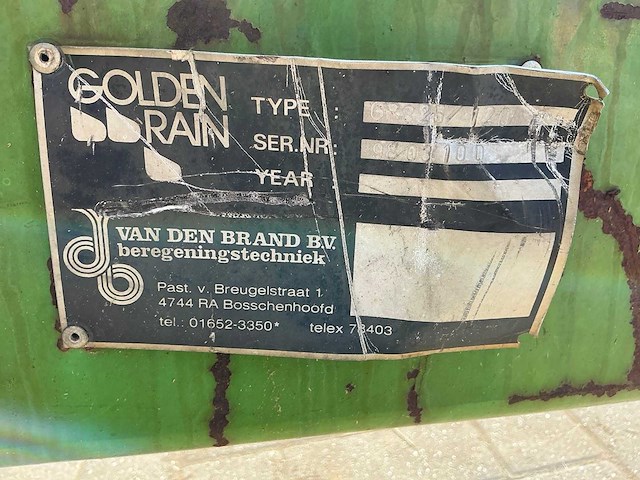 GOLDEN
RAIN
TYPE :
SER.NR:
YEAR :
VAN DEN BRAND B.V.
beregeningstechniek
Past. v. Breugelstraat 1
4744 RA Bosschenhoofd
tel.: 01652-3350* telex 78403